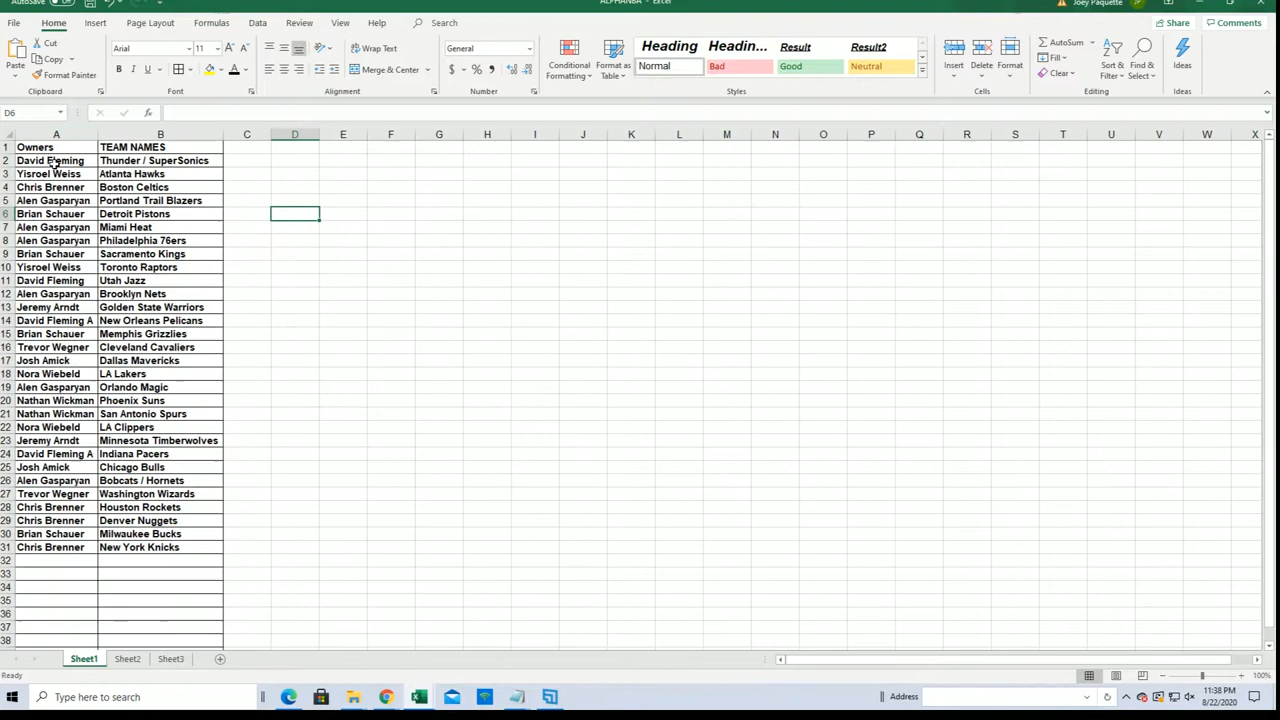 AutoSave Off ALPHANBA - Excel Joey Paquette JP
File Home Insert Page Layout Formulas Data Review View Help Search Share Comments
Paste Cut Copy Format Painter Clipboard
Arial 11 B I U Font
Wrap Text Merge & Center Alignment
General $ % Number
Conditional Formatting Format as Table
Heading Headin... Result Result2
Normal Bad Good Neutral
Styles
Insert Delete Format Cells
AutoSum Fill Clear Sort & Filter Find & Select Editing
Ideas Ideas
D6
A B C D E F G H I J K L M N O P Q R S T U V W X
1 Owners TEAM NAMES
2 David Fleming Thunder / SuperSonics
3 Yisroel Weiss Atlanta Hawks
4 Chris Brenner Boston Celtics
5 Alen Gasparyan Portland Trail Blazers
6 Brian Schauer Detroit Pistons
7 Alen Gasparyan Miami Heat
8 Alen Gasparyan Philadelphia 76ers
9 Brian Schauer Sacramento Kings
10 Yisroel Weiss Toronto Raptors
11 David Fleming Utah Jazz
12 Alen Gasparyan Brooklyn Nets
13 Jeremy Arndt Golden State Warriors
14 David Fleming A New Orleans Pelicans
15 Brian Schauer Memphis Grizzlies
16 Trevor Wegner Cleveland Cavaliers
17 Josh Amick Dallas Mavericks
18 Nora Wiebeld LA Lakers
19 Alen Gasparyan Orlando Magic
20 Nathan Wickman Phoenix Suns
21 Nathan Wickman San Antonio Spurs
22 Nora Wiebeld LA Clippers
23 Jeremy Arndt Minnesota Timberwolves
24 David Fleming A Indiana Pacers
25 Josh Amick Chicago Bulls
26 Alen Gasparyan Bobcats / Hornets
27 Trevor Wegner Washington Wizards
28 Chris Brenner Houston Rockets
29 Chris Brenner Denver Nuggets
30 Brian Schauer Milwaukee Bucks
31 Chris Brenner New York Knicks
32
33
34
35
36
37
38
Sheet1 Sheet2 Sheet3
Ready 100%
Type here to search Address 11:38 PM
8/22/2020